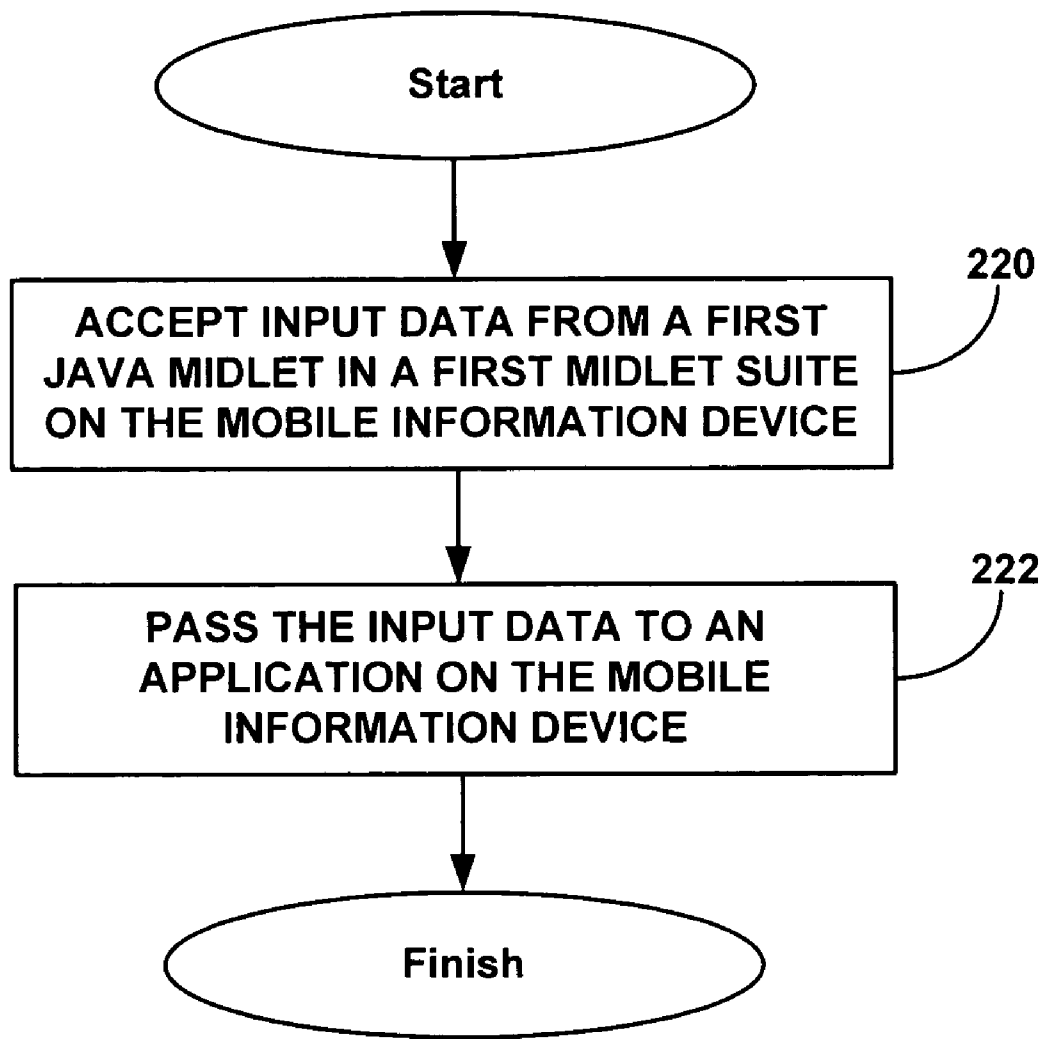 Start
220
ACCEPT INPUT DATA FROM A FIRST
JAVA MIDLET IN A FIRST MIDLET SUITE
ON THE MOBILE INFORMATION DEVICE
222
PASS THE INPUT DATA TO AN
APPLICATION ON THE MOBILE
INFORMATION DEVICE
Finish